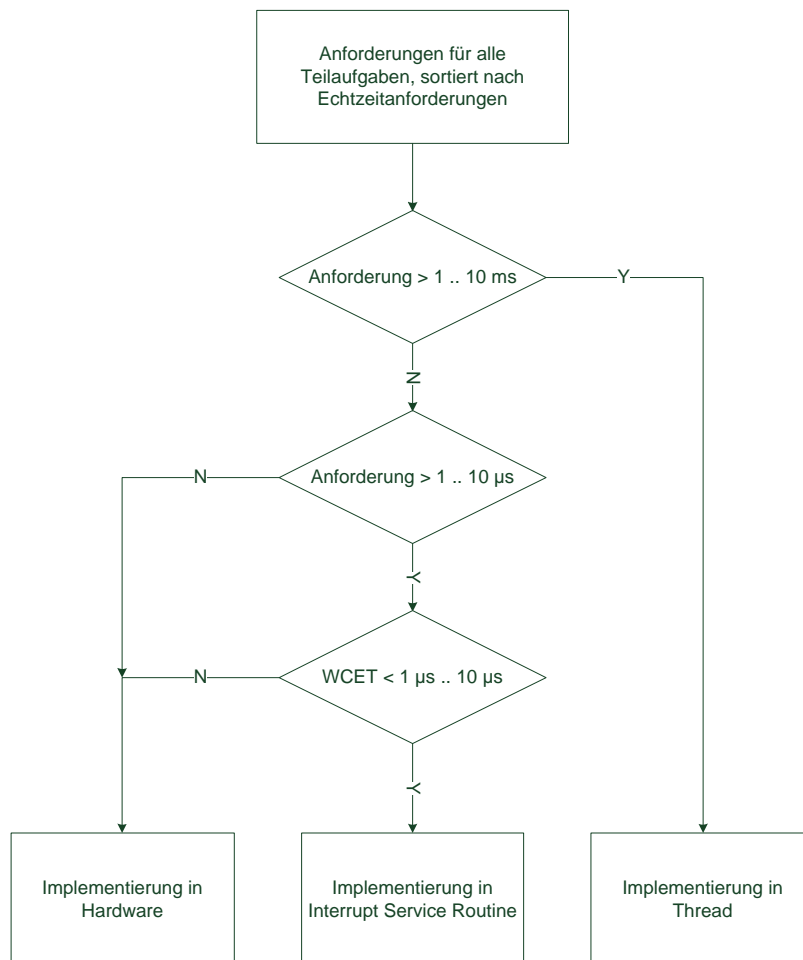 Anforderungen für alle
Teilaufgaben, sortiert nach
Echtzeitanforderungen
Anforderung > 1 .. 10 ms
Y
N
Anforderung > 1 .. 10 µs
N
Y
WCET < 1 µs .. 10 µs
N
Y
Implementierung in
Hardware
Implementierung in
Interrupt Service Routine
Implementierung in
Thread